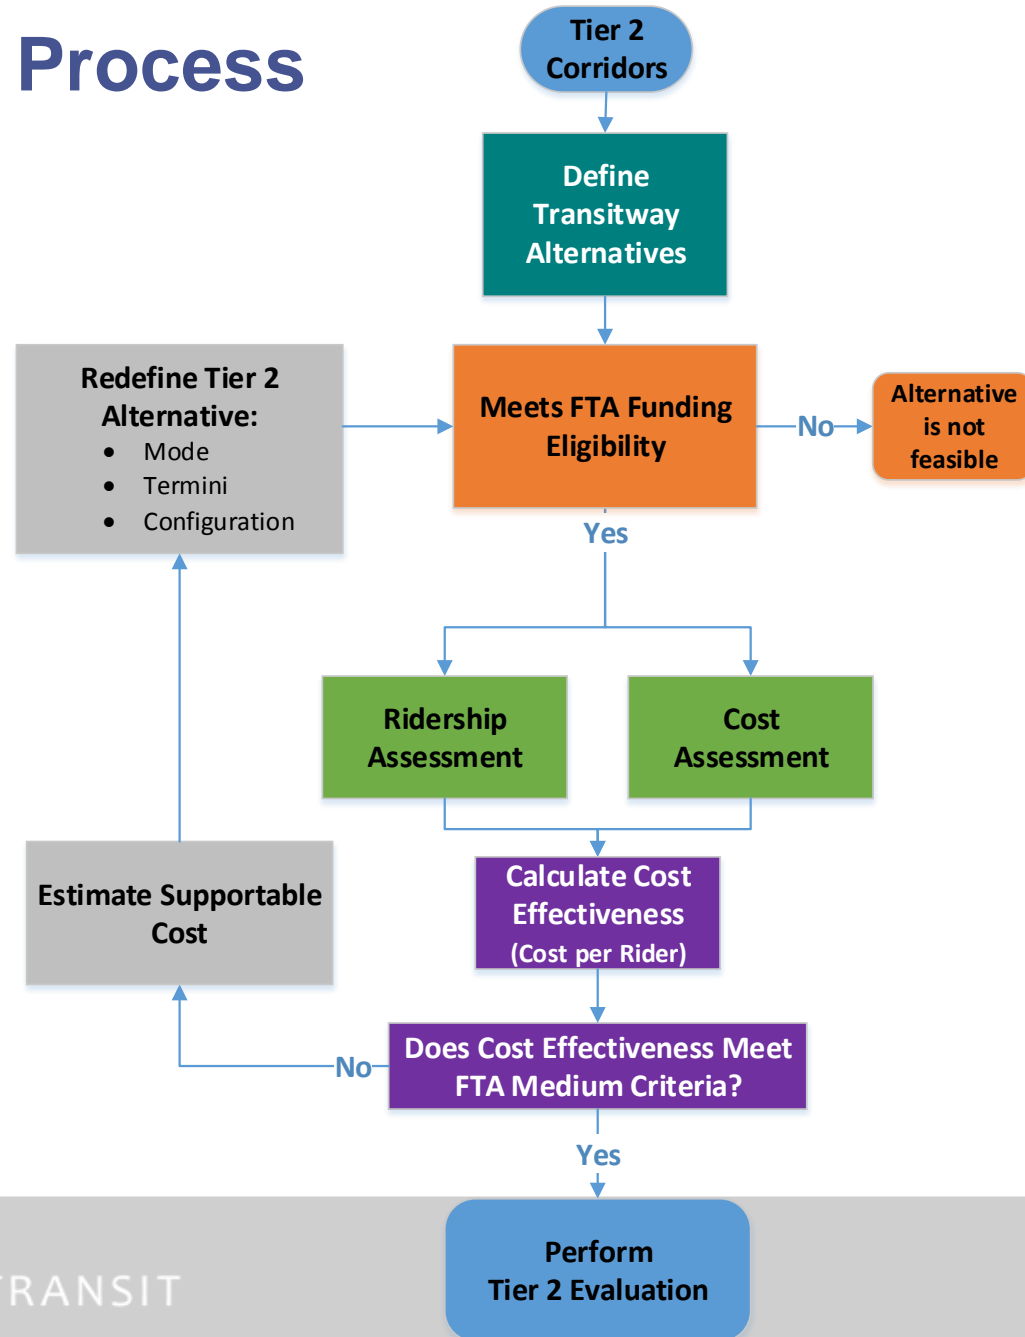 Process
Tier 2
Corridors
Define
Transitway
Alternatives
Redefine Tier 2
Alternative:
• Mode
• Termini
• Configuration
Meets FTA Funding
Eligibility
No
Alternative
is not
feasible
Yes
Ridership
Assessment
Cost
Assessment
Estimate Supportable
Cost
Calculate Cost
Effectiveness
(Cost per Rider)
No
Does Cost Effectiveness Meet
FTA Medium Criteria?
Yes
Perform
Tier 2 Evaluation
TRANSIT